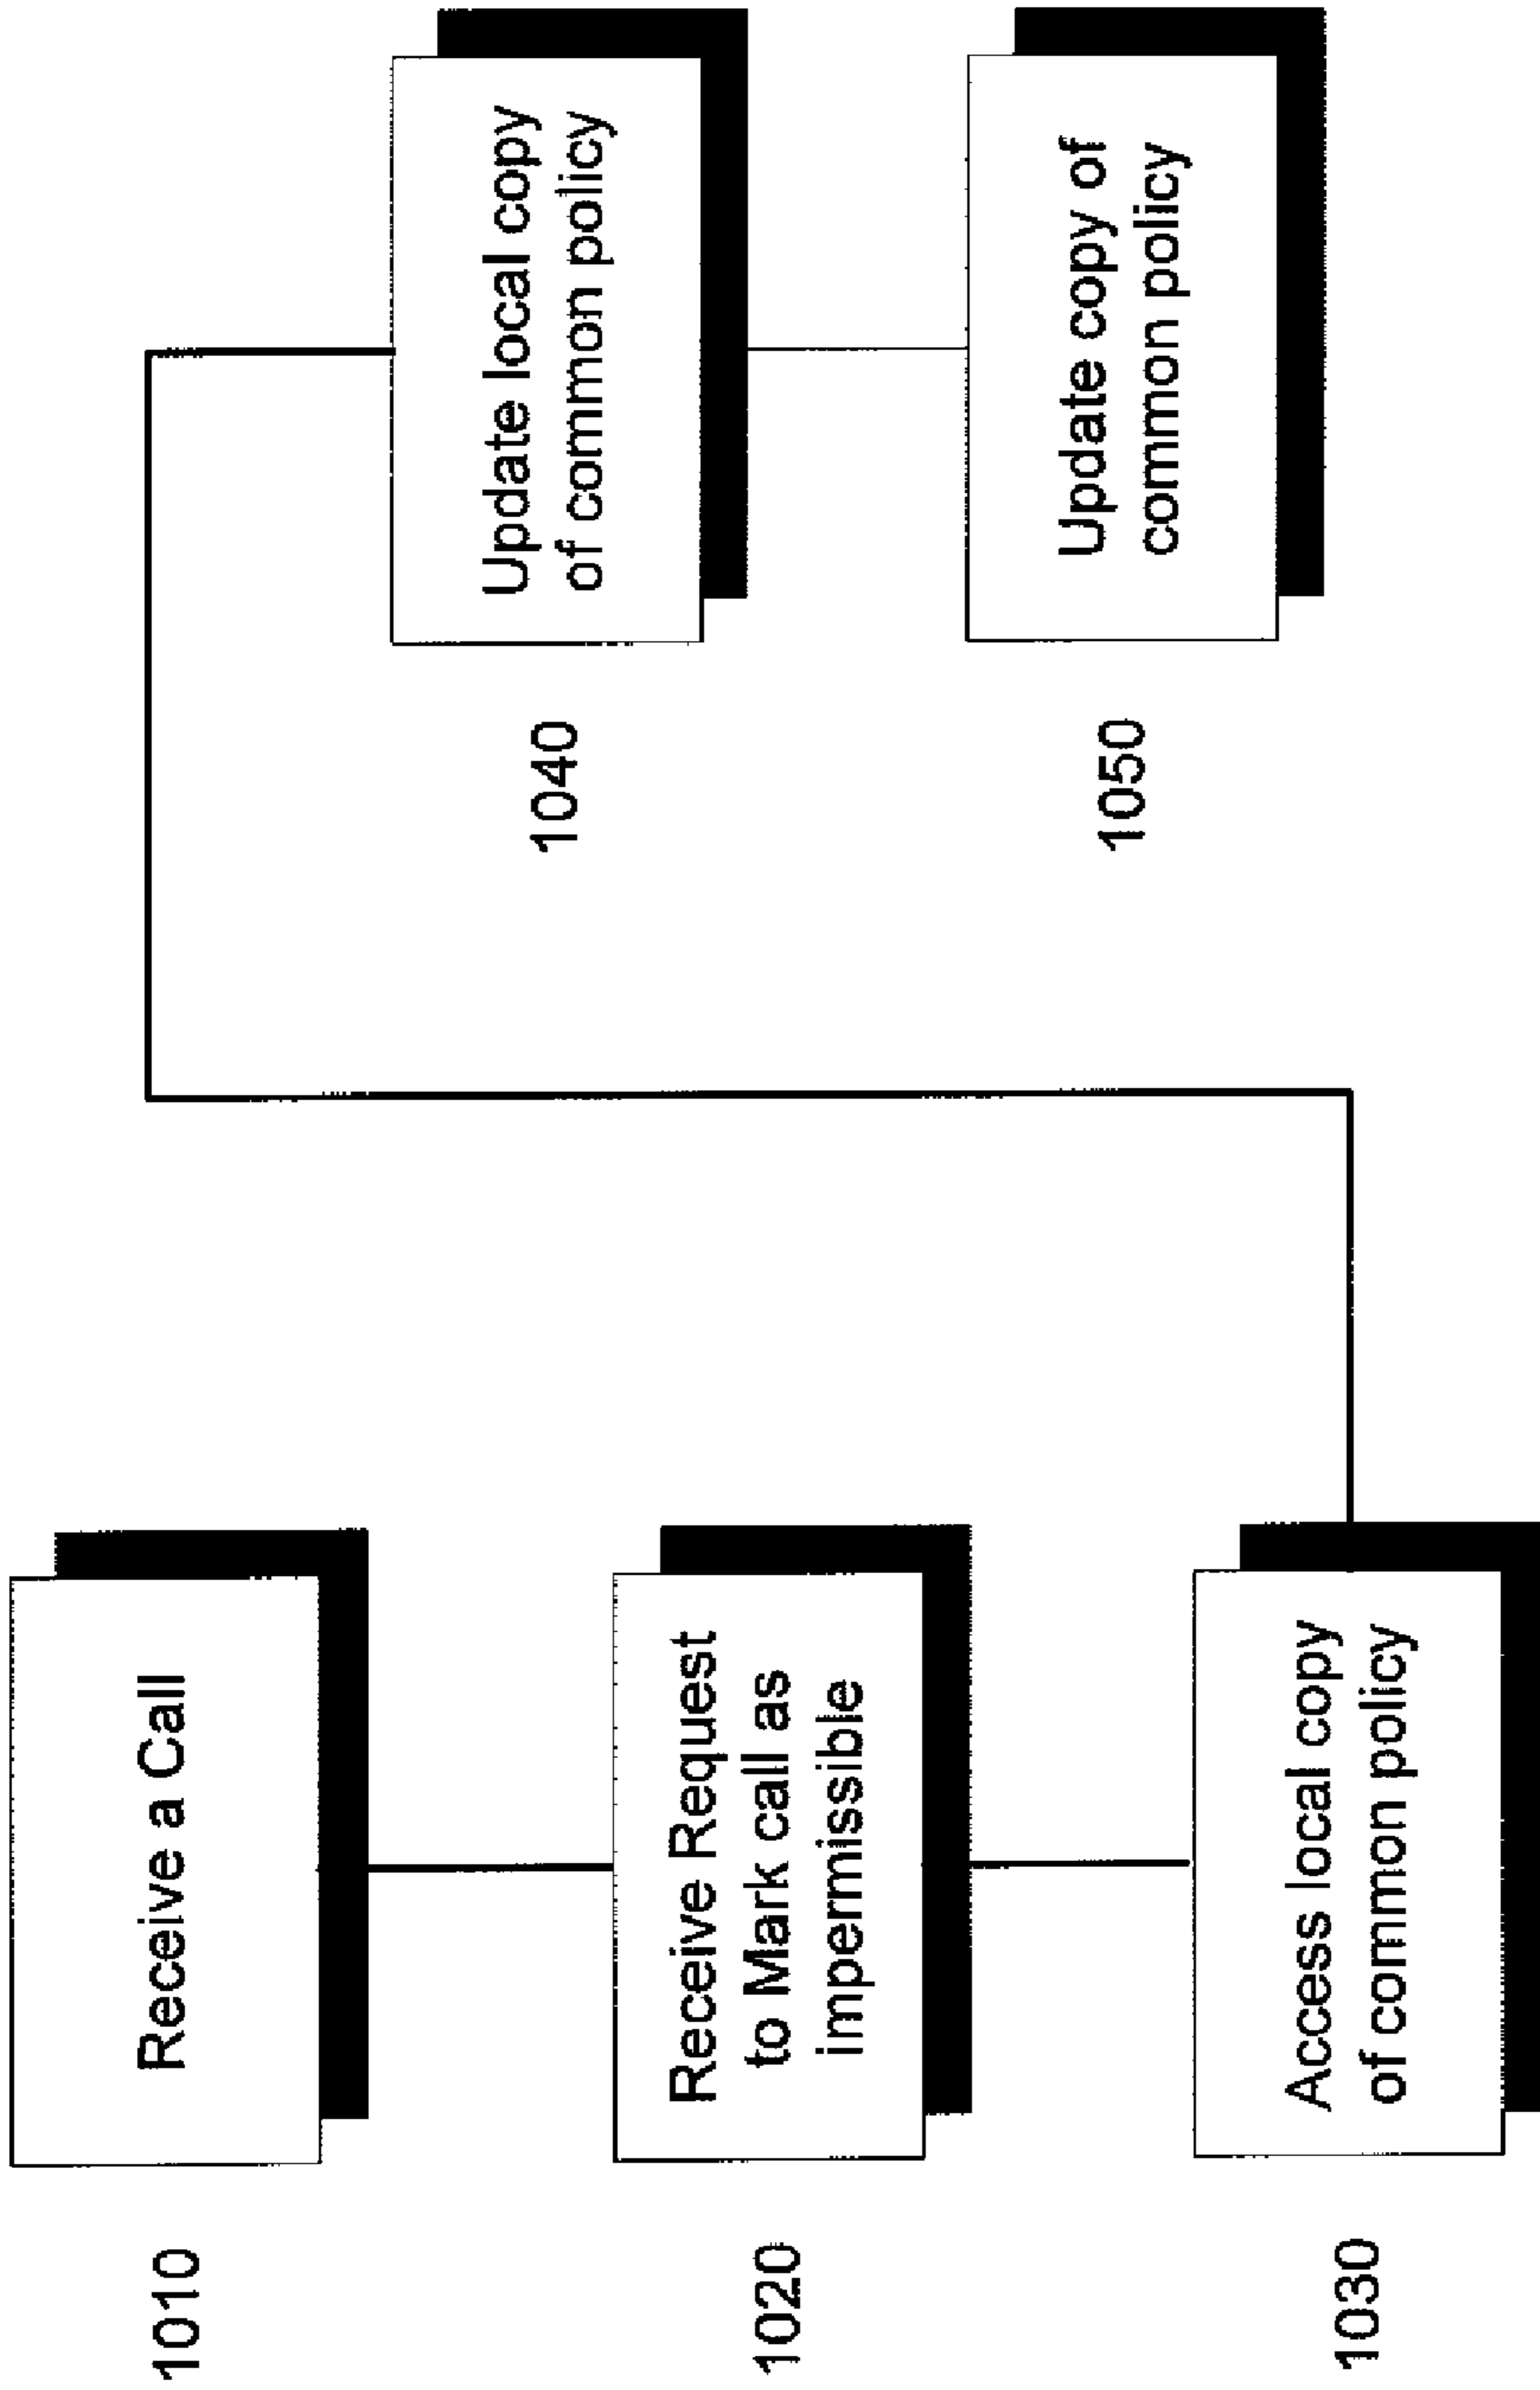 1010
Receive a Call
1020
Receive Request
to Mark call as
impermissible
1030
Access local copy
of common policy
1040
Update local copy
of common policy
1050
Update copy of
common policy